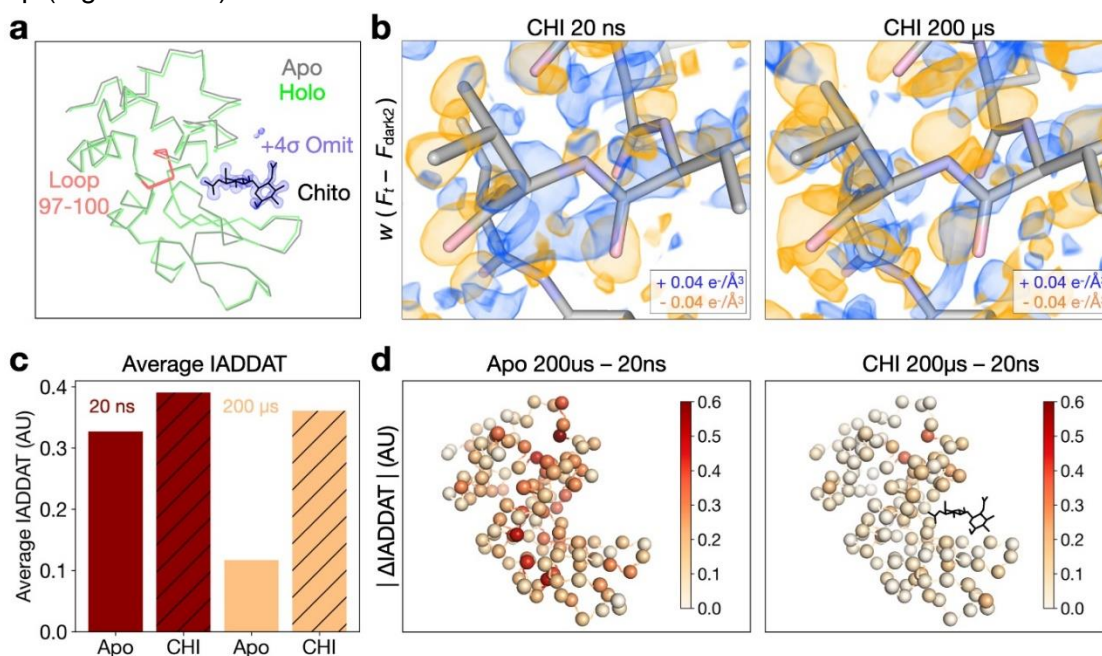 a
Apo
Holo
+4σ Omit
Loop
97-100
Chito
b
CHI 20 ns
CHI 200 µs
w ( Fₜ – F_dark2 )
+ 0.04 e⁻/Å³
- 0.04 e⁻/Å³
+ 0.04 e⁻/Å³
- 0.04 e⁻/Å³
c
Average IADDAT
Average IADDAT (AU)
0.4
0.3
0.2
0.1
0.0
20 ns
200 µs
Apo
CHI
Apo
CHI
d
Apo 200us – 20ns
CHI 200µs – 20ns
| ΔIADDAT | (AU)
0.6
0.5
0.4
0.3
0.2
0.1
0.0
0.6
0.5
0.4
0.3
0.2
0.1
0.0